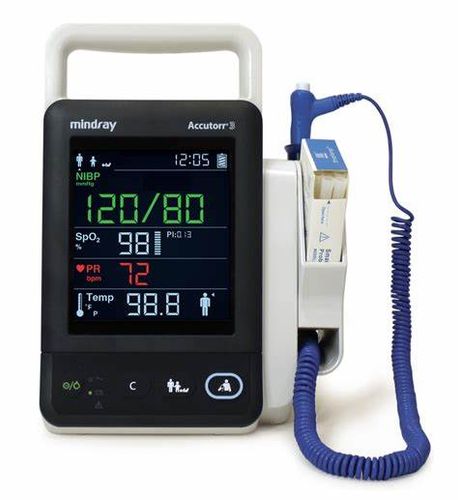 mindray
Accutorr® 3
12:05
NIBP
mmHg
120/80
SpO₂
%
98
PI:0.13
PR
bpm
72
Temp
°F
P
98.8
C